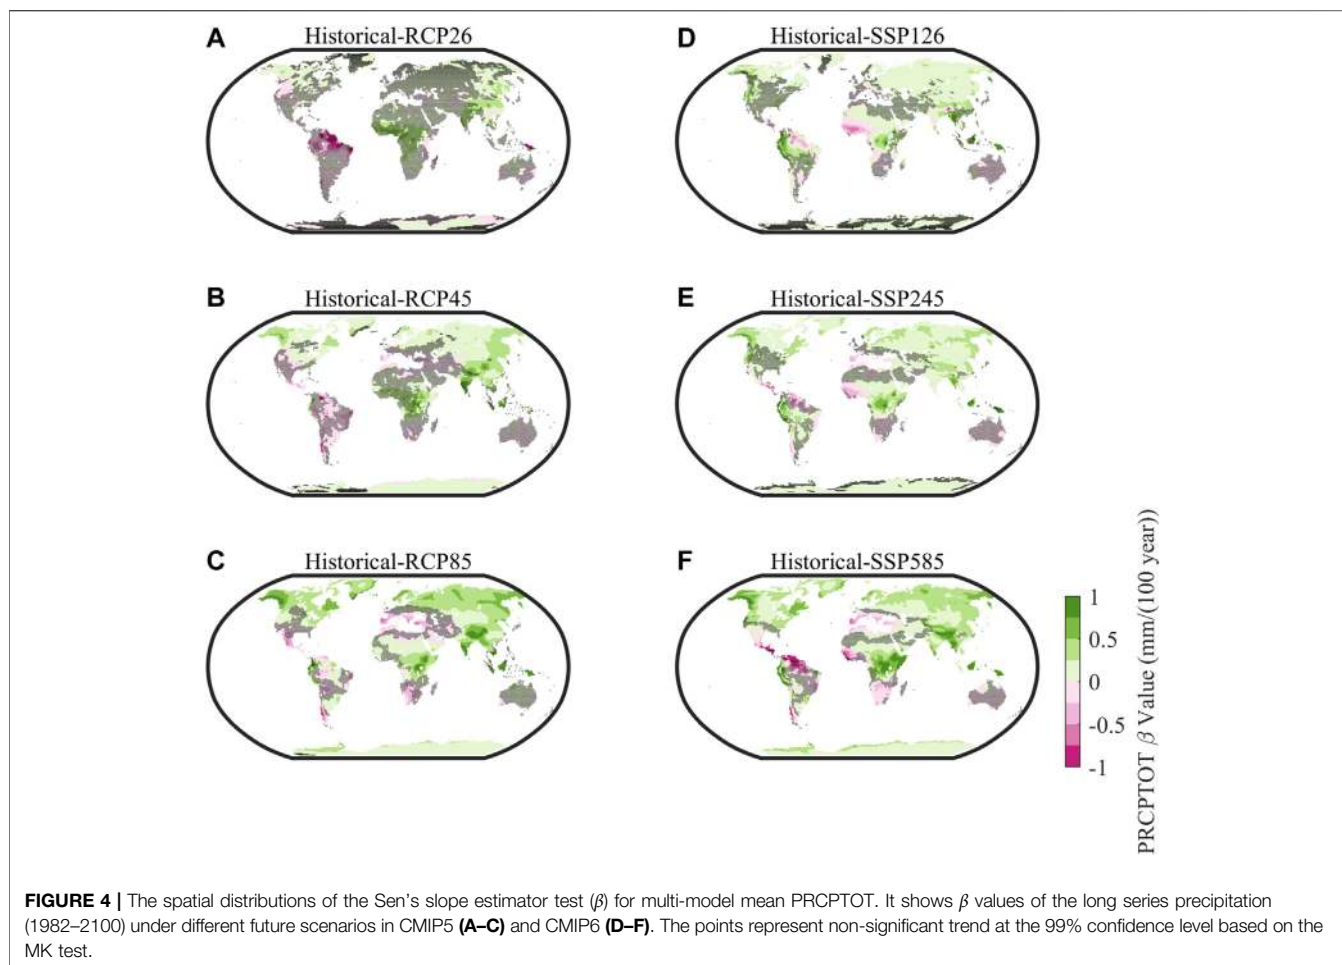 A Historical-RCP26
D Historical-SSP126
B Historical-RCP45
E Historical-SSP245
C Historical-RCP85
F Historical-SSP585
1
0.5
0
-0.5
-1
PRCPTOT β Value (mm/(100 year))
FIGURE 4 | The spatial distributions of the Sen's slope estimator test (β) for multi-model mean PRCPTOT. It shows β values of the long series precipitation
(1982–2100) under different future scenarios in CMIP5 (A–C) and CMIP6 (D–F). The points represent non-significant trend at the 99% confidence level based on the
MK test.